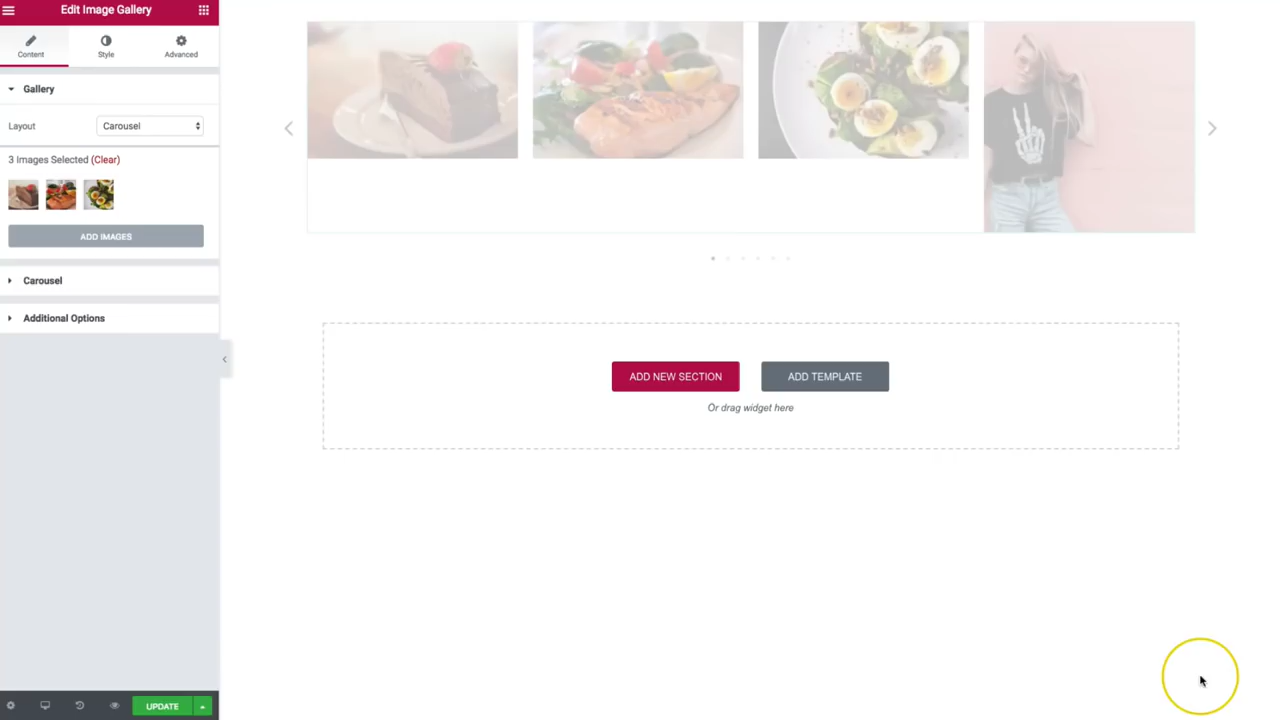 Edit Image Gallery
Content
Style
Advanced
Gallery
Layout
Carousel
3 Images Selected (Clear)
ADD IMAGES
Carousel
Additional Options
ADD NEW SECTION
ADD TEMPLATE
Or drag widget here
UPDATE